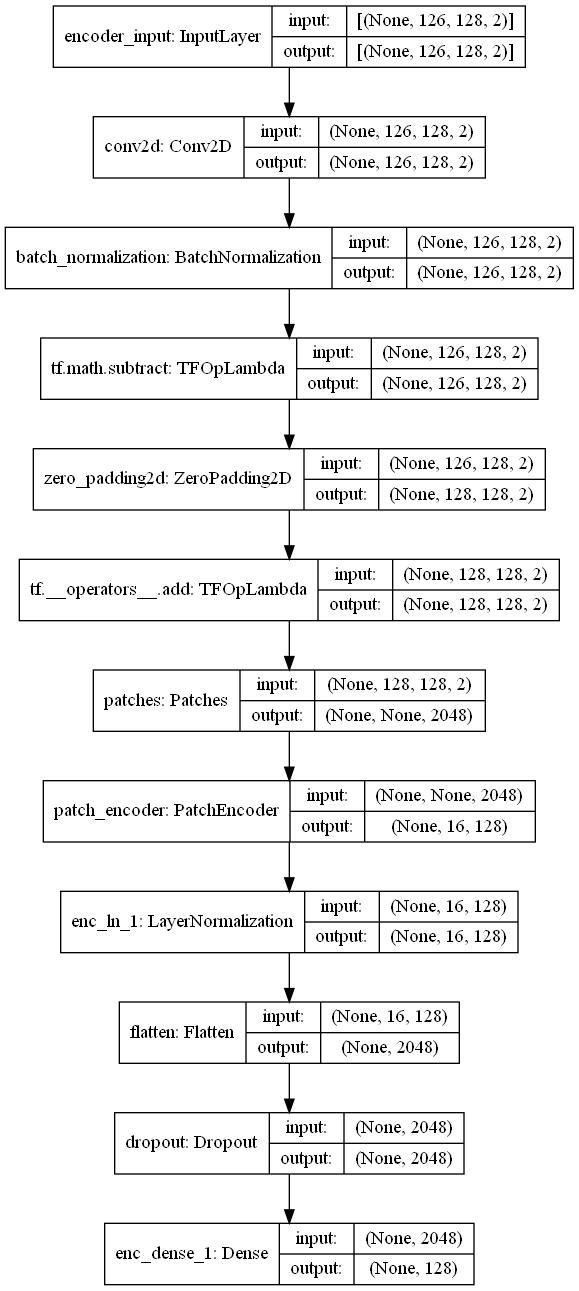 encoder_input: InputLayer
input: [(None, 126, 128, 2)]
output: [(None, 126, 128, 2)]
conv2d: Conv2D
input: (None, 126, 128, 2)
output: (None, 126, 128, 2)
batch_normalization: BatchNormalization
input: (None, 126, 128, 2)
output: (None, 126, 128, 2)
tf.math.subtract: TFOpLambda
input: (None, 126, 128, 2)
output: (None, 126, 128, 2)
zero_padding2d: ZeroPadding2D
input: (None, 126, 128, 2)
output: (None, 128, 128, 2)
tf.__operators__.add: TFOpLambda
input: (None, 128, 128, 2)
output: (None, 128, 128, 2)
patches: Patches
input: (None, 128, 128, 2)
output: (None, None, 2048)
patch_encoder: PatchEncoder
input: (None, None, 2048)
output: (None, 16, 128)
enc_ln_1: LayerNormalization
input: (None, 16, 128)
output: (None, 16, 128)
flatten: Flatten
input: (None, 16, 128)
output: (None, 2048)
dropout: Dropout
input: (None, 2048)
output: (None, 2048)
enc_dense_1: Dense
input: (None, 2048)
output: (None, 128)